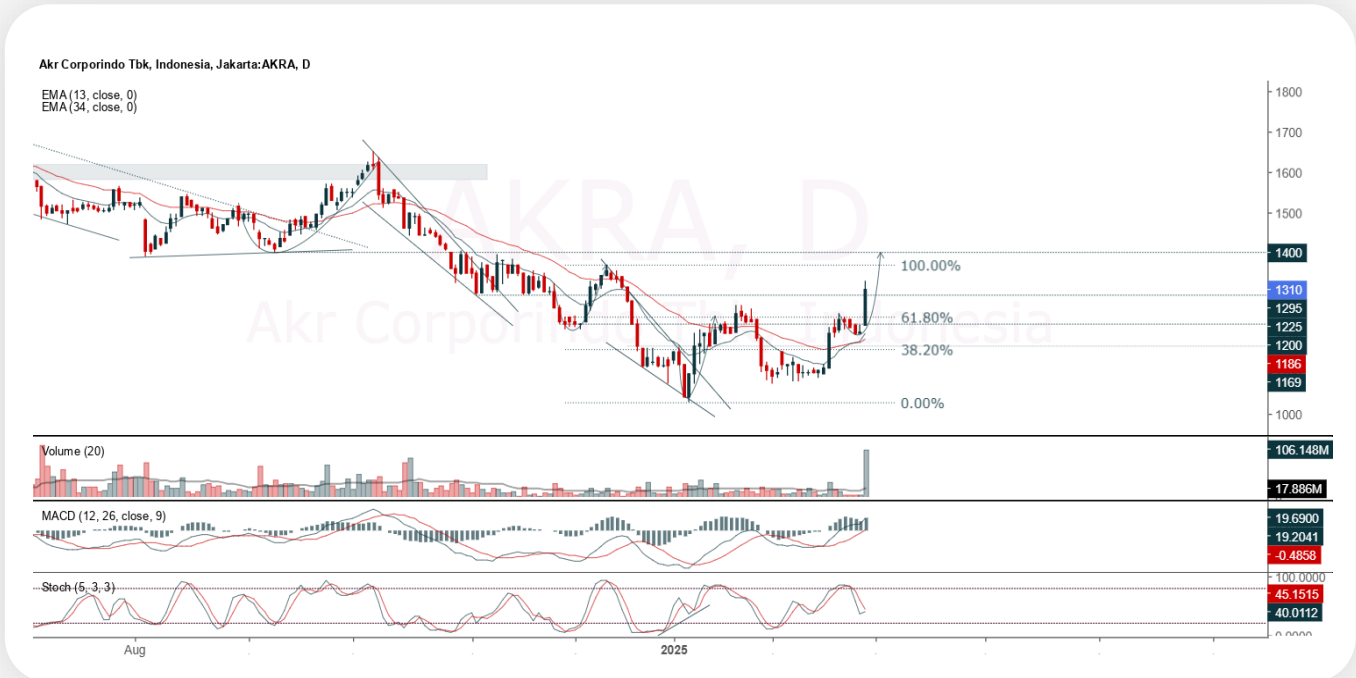 Akr Corporindo Tbk, Indonesia, Jakarta:AKRA, D
EMA (13, close, 0)
EMA (34, close, 0)
AKRA, D
Akr Corporindo Tbk, Indonesia
1800
1700
1600
1500
1400
100.00%
1310
1295
61.80%
1225
1200
38.20%
1186
1169
0.00%
1000
Volume (20)
106.148M
17.886M
MACD (12, 26, close, 9)
19.6900
19.2041
-0.4858
Stoch (5, 3, 3)
100.0000
45.1515
40.0112
0.0000
Aug
2025